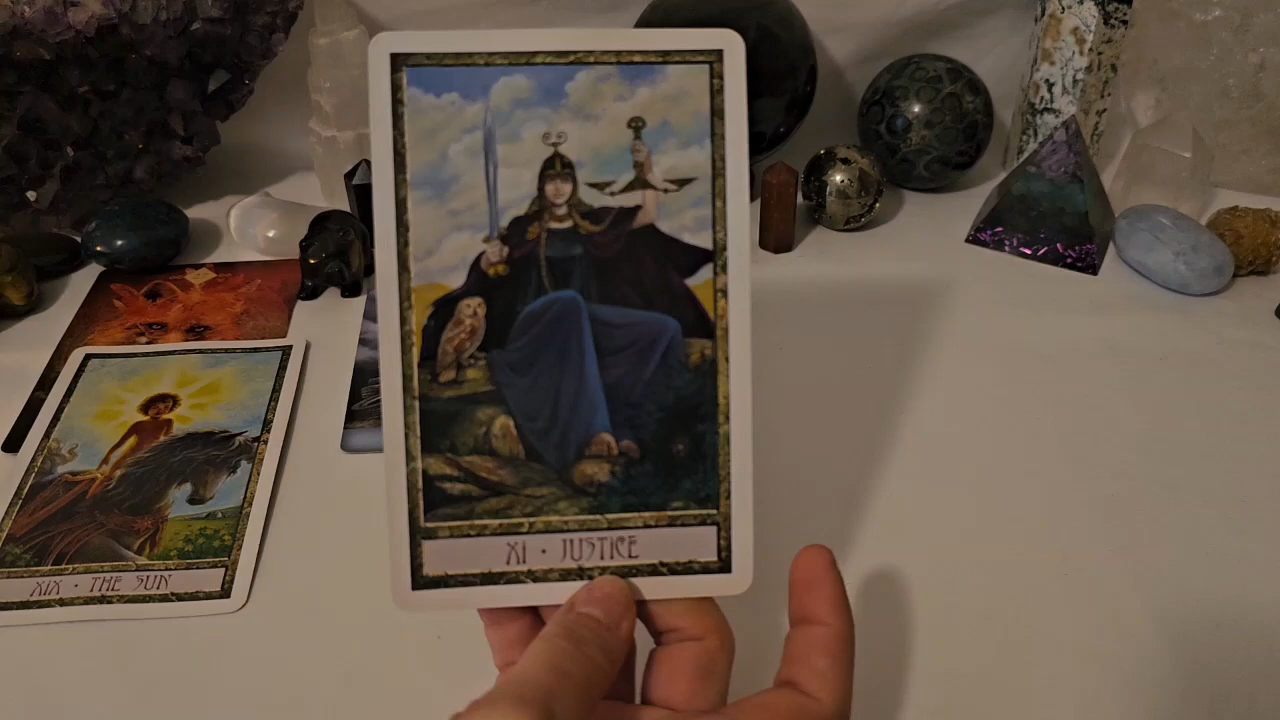 XI • JUSTICE
XIX • THE SUN